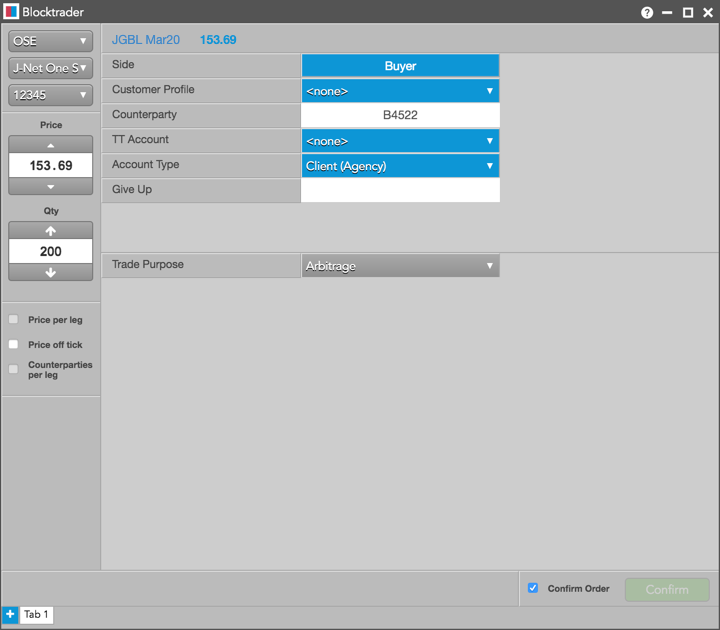 Blocktrader
OSE
J-Net One S
12345
Price
153.69
Qty
200
Price per leg
Price off tick
Counterparties
per leg
JGBL Mar20 153.69
Side Buyer
Customer Profile <none>
Counterparty B4522
TT Account <none>
Account Type Client (Agency)
Give Up
Trade Purpose Arbitrage
Confirm Order Confirm
+ Tab 1